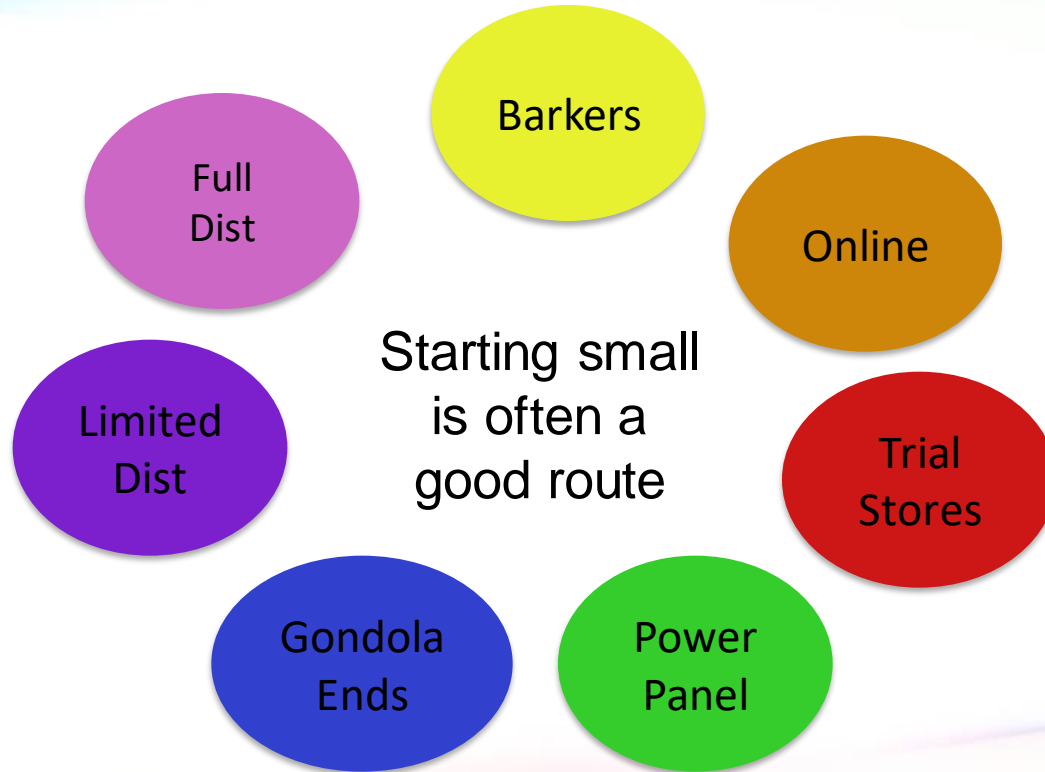 Barkers
Full
Dist
Online
Starting small
is often a
good route
Limited
Dist
Trial
Stores
Gondola
Ends
Power
Panel